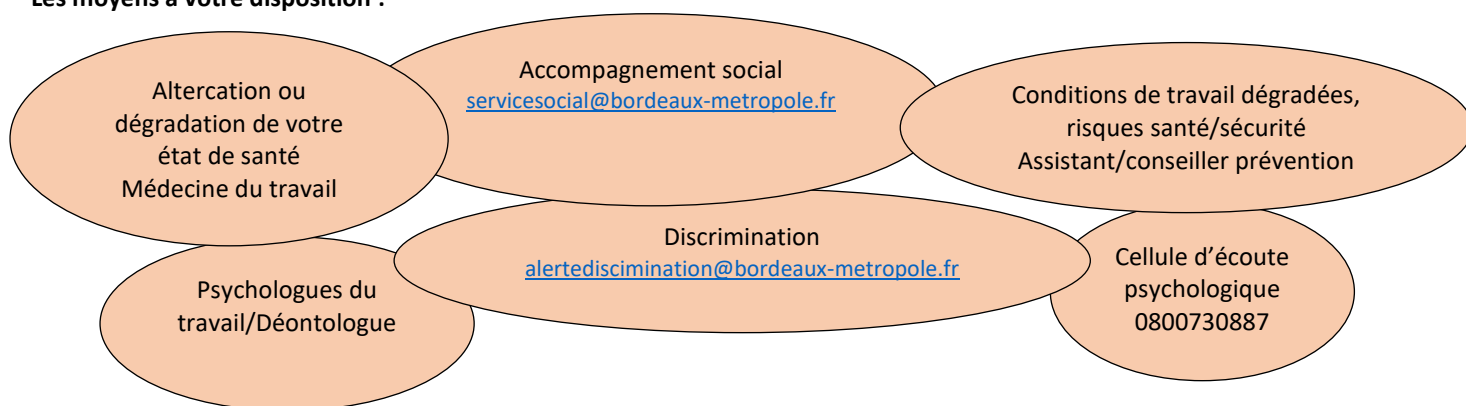 Les moyens à votre disposition :
Altercation ou
dégradation de votre
état de santé
Médecine du travail
Accompagnement social
servicesocial@bordeaux-metropole.fr
Conditions de travail dégradées,
risques santé/sécurité
Assistant/conseiller prévention
Psychologues du
travail/Déontologue
Discrimination
alertediscimination@bordeaux-metropole.fr
Cellule d’écoute
psychologique
0800730887